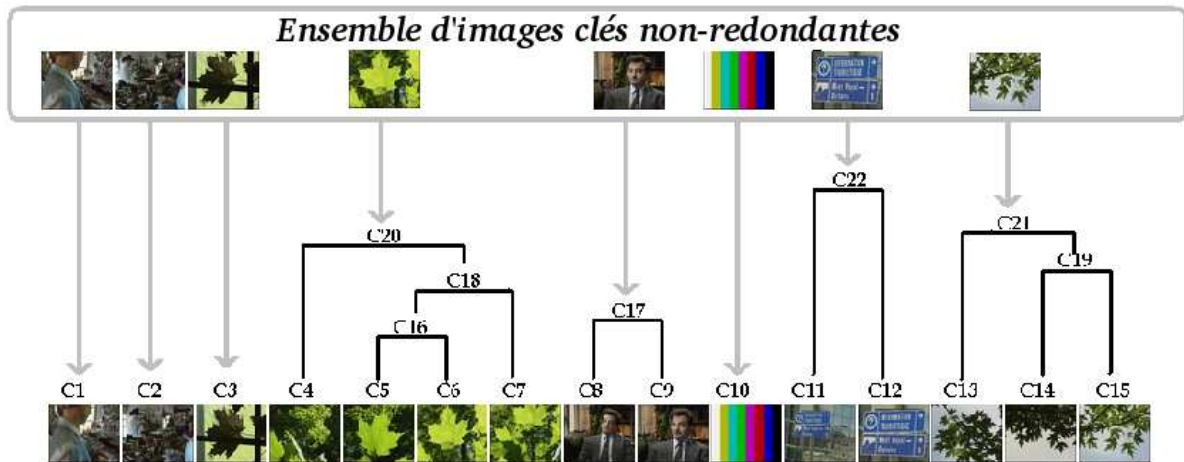 Ensemble d'images clés non-redondantes
C22
C20
C21
C18
C19
C17
C16
C1 C2 C3 C4 C5 C6 C7 C8 C9 C10 C11 C12 C13 C14 C15